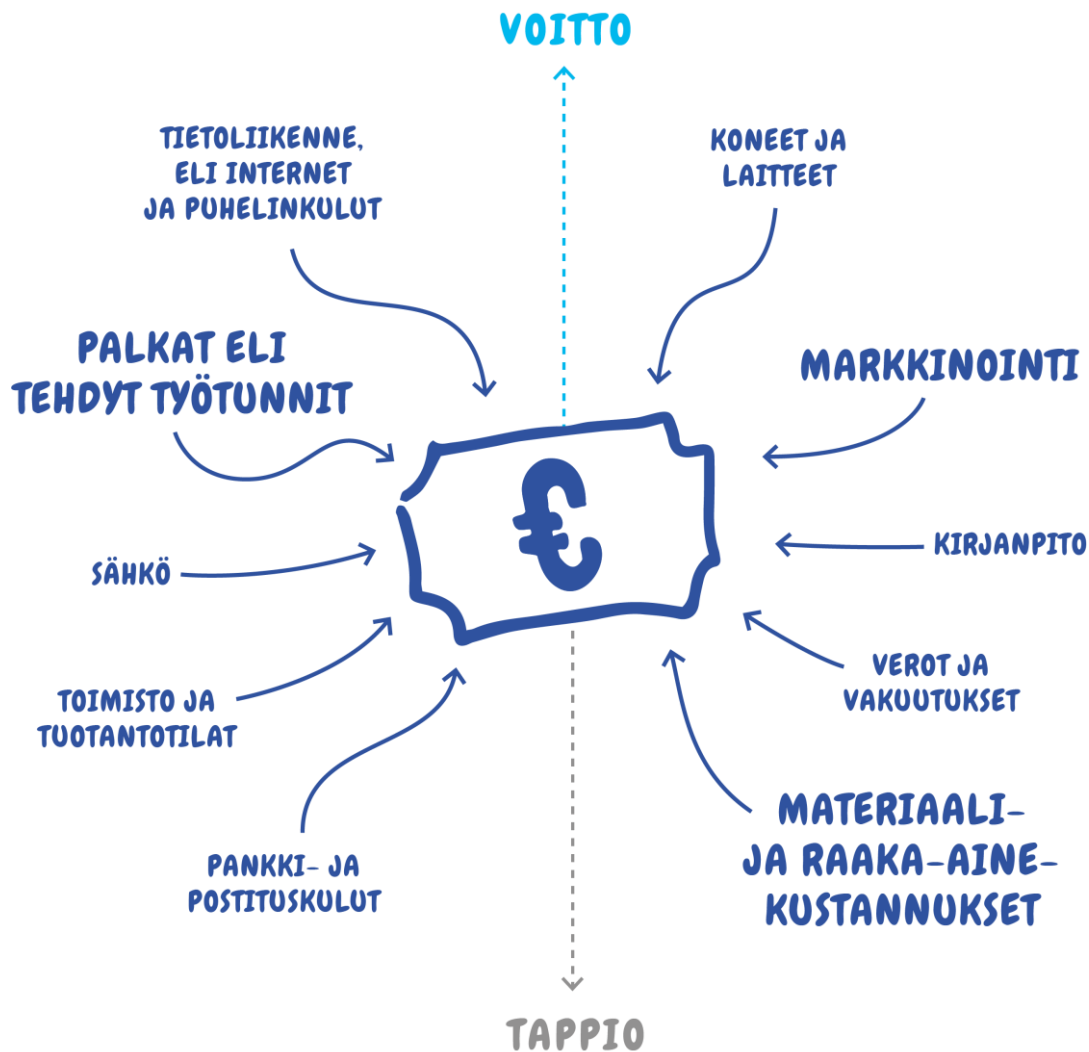 VOITTO
TIETOLIIKENNE,
ELI INTERNET
JA PUHELINKULUT
KONEET JA
LAITTEET
PALKAT ELI
TEHDYT TYÖTUNNIT
MARKKINOINTI
€
SÄHKÖ
KIRJANPITO
TOIMISTO JA
TUOTANTOTILAT
VEROT JA
VAKUUTUKSET
PANKKI- JA
POSTITUSKULUT
MATERIAALI-
JA RAAKA-AINE-
KUSTANNUKSET
TAPPIO